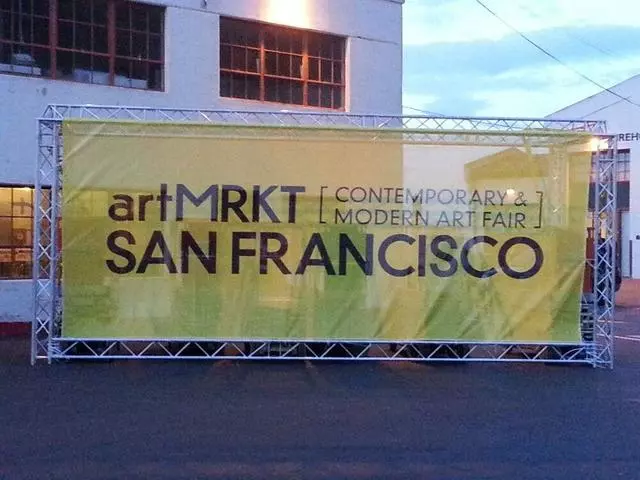 artMRKT [ CONTEMPORARY &
MODERN ART FAIR ]
SAN FRANCISCO